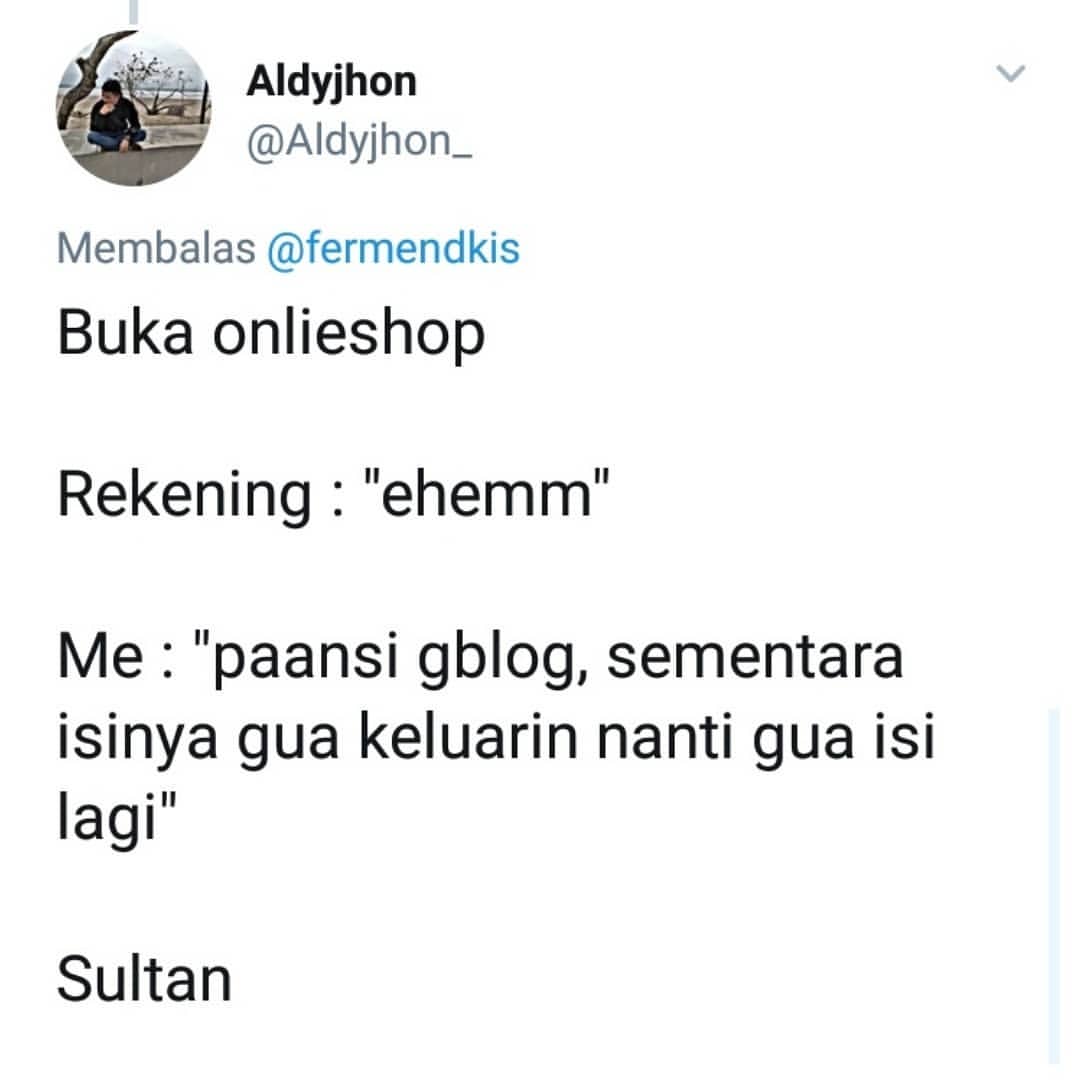 Aldyjhon
@Aldyjhon_
Membalas @fermendkis
Buka onlieshop
Rekening : "ehemm"
Me : "paansi gblog, sementara
isinya gua keluarin nanti gua isi
lagi"
Sultan